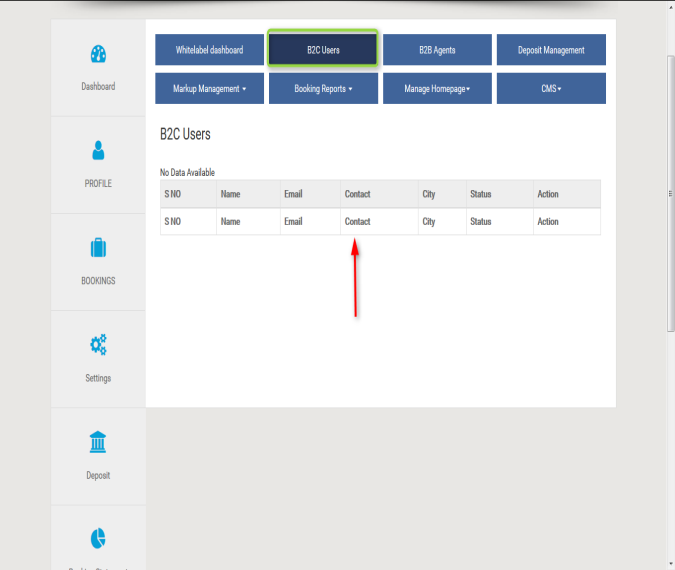 Dashboard
PROFILE
BOOKINGS
Settings
Deposit
Whitelabel dashboard B2C Users B2B Agents Deposit Management
Markup Management Booking Reports Manage Homepage CMS
B2C Users
No Data Available
S NO Name Email Contact City Status Action
S NO Name Email Contact City Status Action